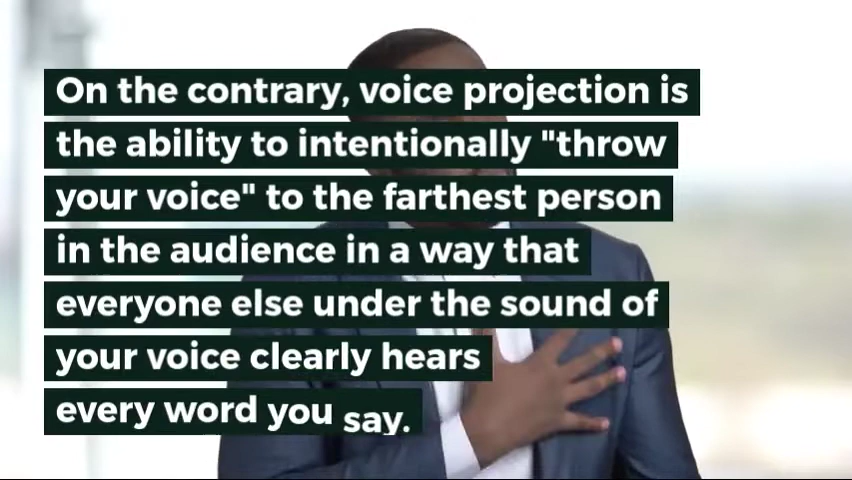 On the contrary, voice projection is
the ability to intentionally "throw
your voice" to the farthest person
in the audience in a way that
everyone else under the sound of
your voice clearly hears
every word you say.